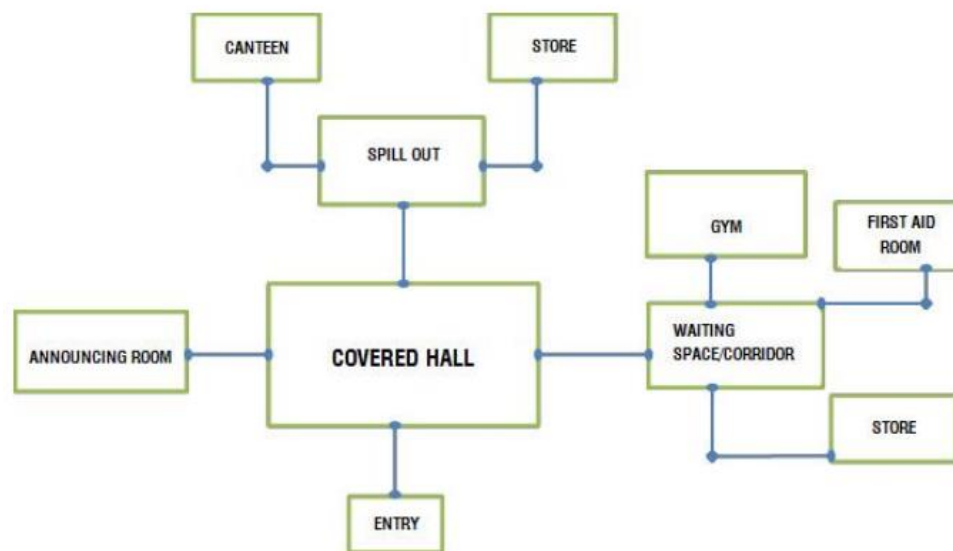 CANTEEN
STORE
SPILL OUT
GYM
FIRST AID
ROOM
ANNOUNCING ROOM
COVERED HALL
WAITING
SPACE/CORRIDOR
STORE
ENTRY